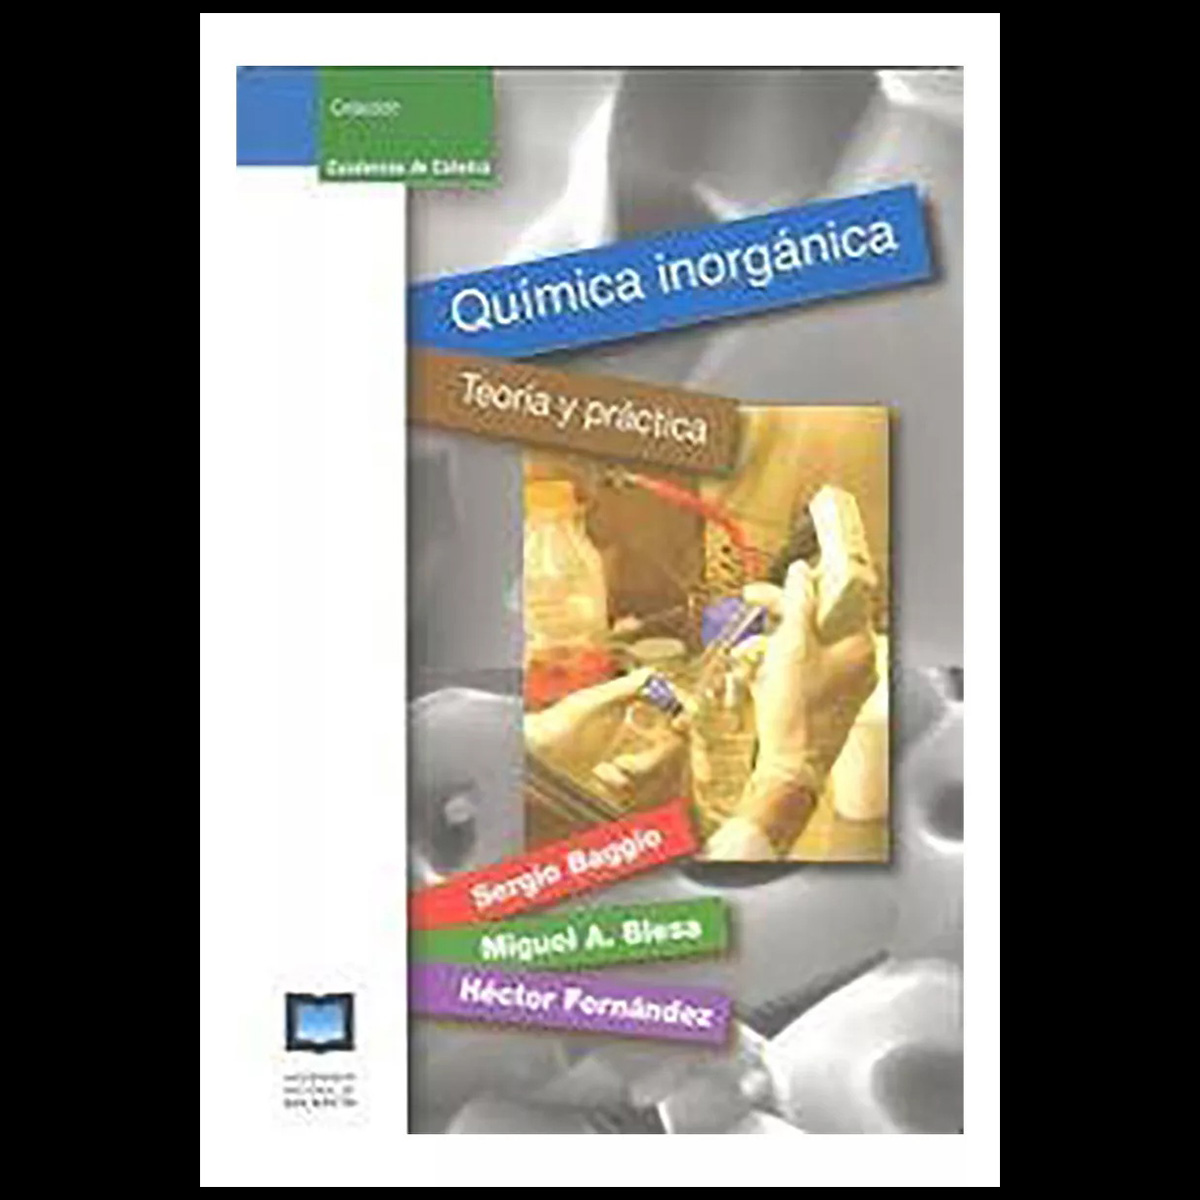 Colección
Cuadernos de Cátedra
Química inorgánica
Teoría y práctica
Sergio Baggio
Miguel A. Blesa
Héctor Fernández